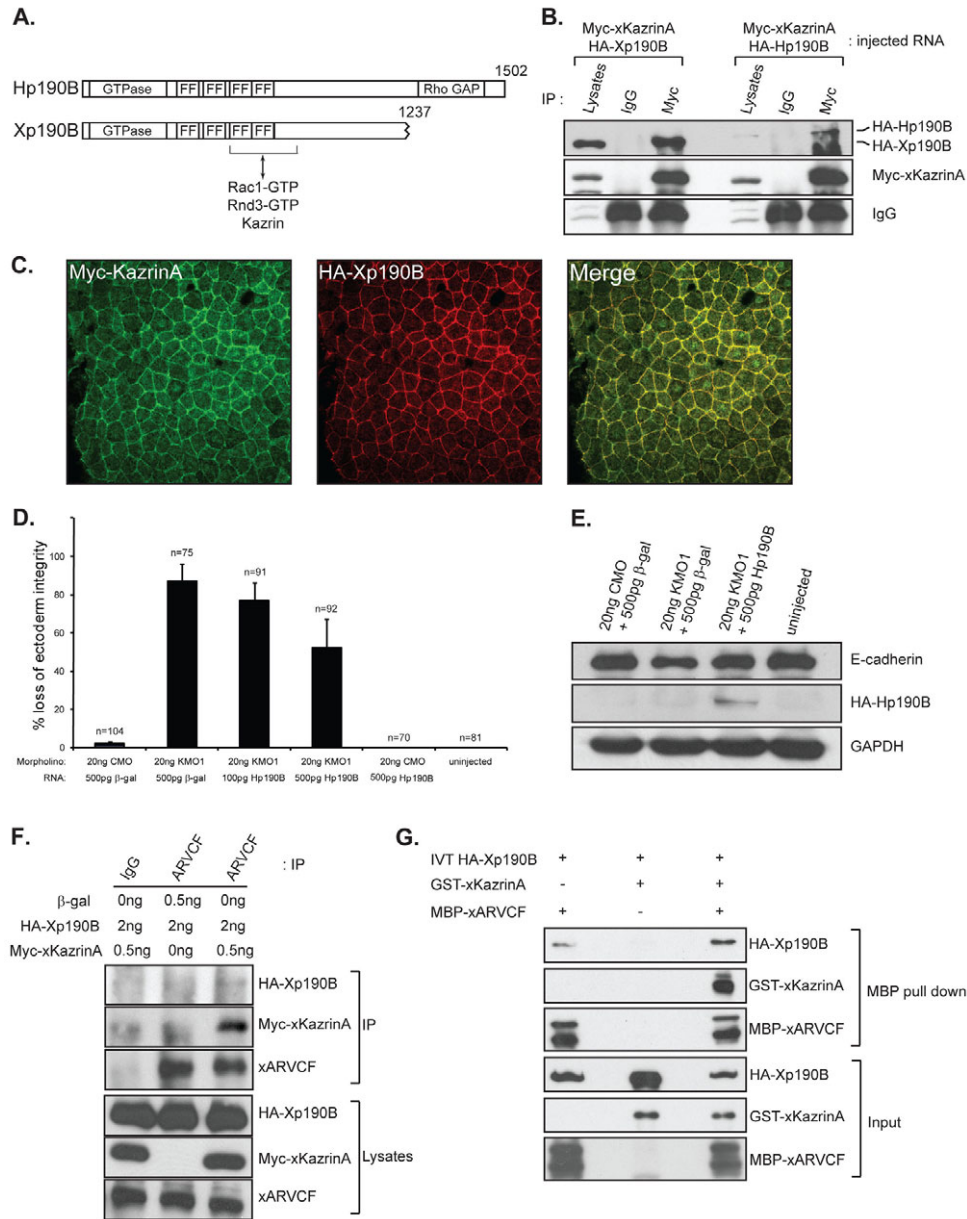 A.
1502
Hp190B
GTPase FF FF FF FF Rho GAP
1237
Xp190B
GTPase FF FF FF FF
Rac1-GTP
Rnd3-GTP
Kazrin
B.
Myc-xKazrinA Myc-xKazrinA
HA-Xp190B HA-Hp190B : injected RNA
IP : Lysates IgG Myc Lysates IgG Myc
HA-Hp190B
HA-Xp190B
Myc-xKazrinA
IgG
C.
Myc-KazrinA HA-Xp190B Merge
D.
% loss of ectoderm integrity
100
80
60
40
20
0
n=104 n=75 n=91 n=92 n=70 n=81
Morpholino: 20ng CMO 20ng KMO1 20ng KMO1 20ng KMO1 20ng CMO uninjected
RNA: 500pg β-gal 500pg β-gal 100pg Hp190B 500pg Hp190B 500pg Hp190B
E.
20ng CMO + 500pg β-gal
20ng KMO1 + 500pg β-gal
20ng KMO1 + 500pg Hp190B
uninjected
E-cadherin
HA-Hp190B
GAPDH
F.
IgG ARVCF ARVCF : IP
β-gal 0ng 0.5ng 0ng
HA-Xp190B 2ng 2ng 2ng
Myc-xKazrinA 0.5ng 0ng 0.5ng
HA-Xp190B
Myc-xKazrinA IP
xARVCF
HA-Xp190B
Myc-xKazrinA Lysates
xARVCF
G.
IVT HA-Xp190B + + +
GST-xKazrinA - + +
MBP-xARVCF + - +
HA-Xp190B
GST-xKazrinA MBP pull down
MBP-xARVCF
HA-Xp190B
GST-xKazrinA Input
MBP-xARVCF